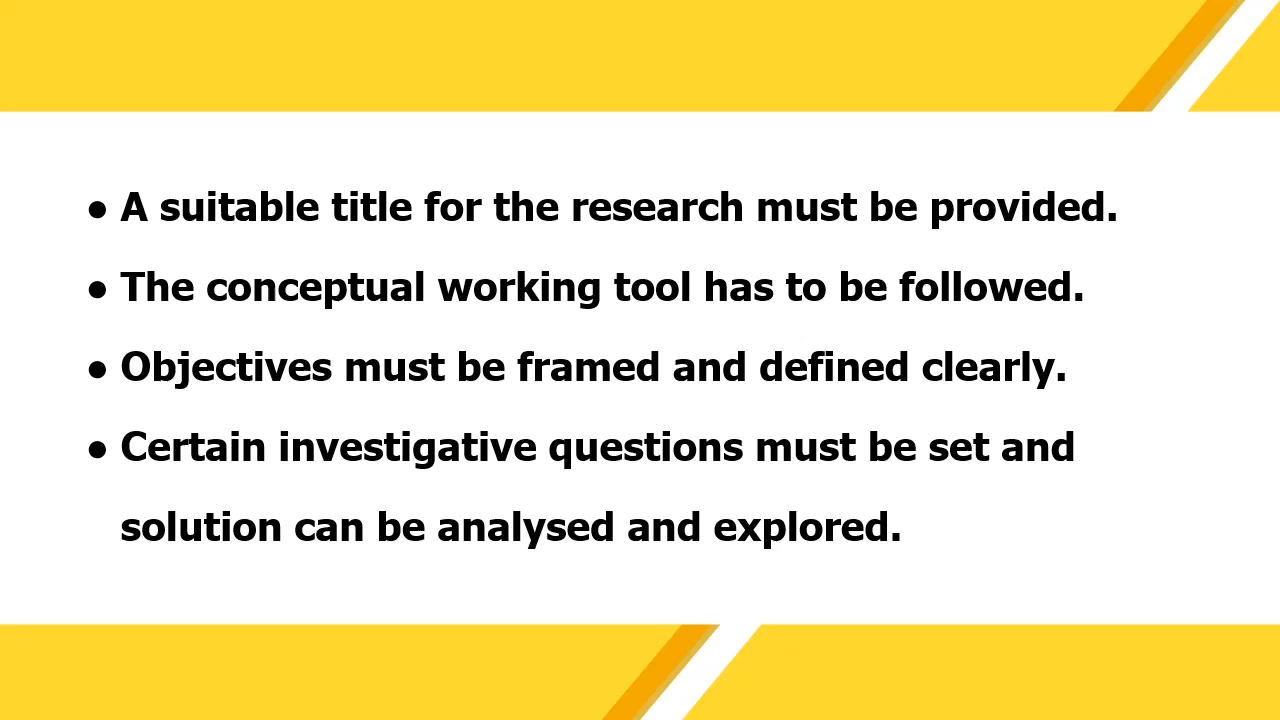 ● A suitable title for the research must be provided.
● The conceptual working tool has to be followed.
● Objectives must be framed and defined clearly.
● Certain investigative questions must be set and
solution can be analysed and explored.